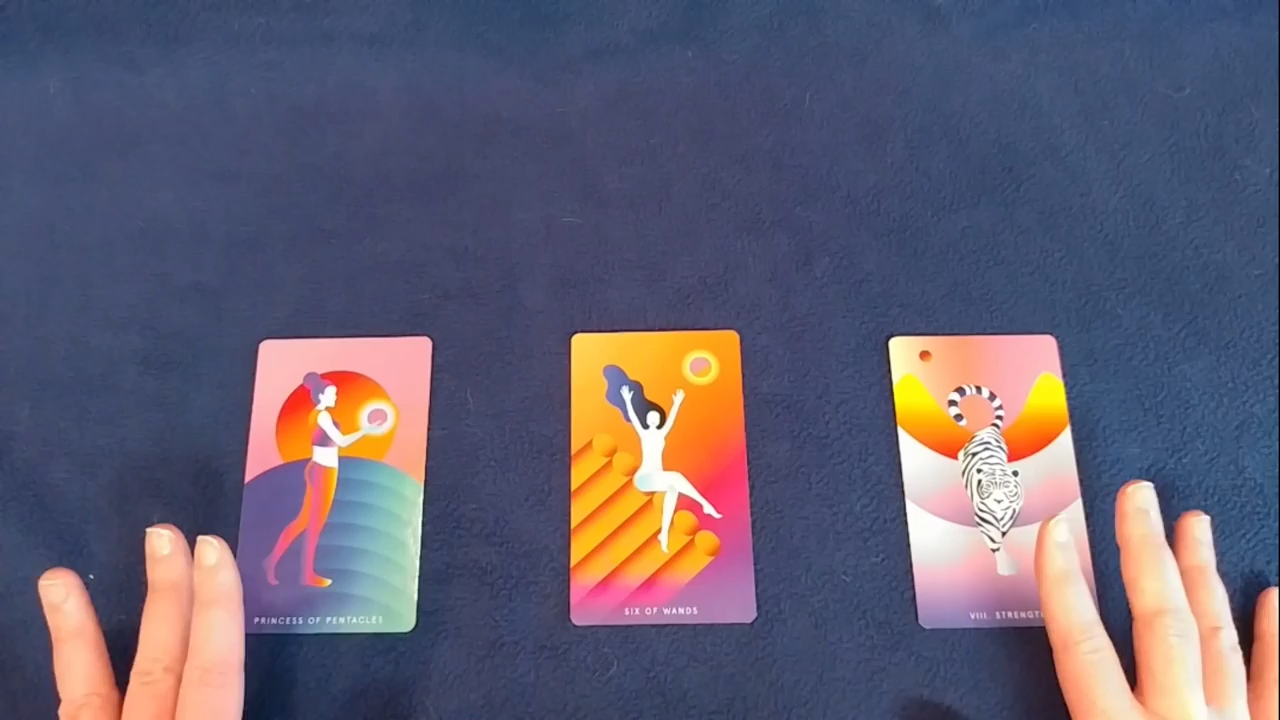 PRINCESS OF PENTACLES
SIX OF WANDS
VIII. STRENGTH